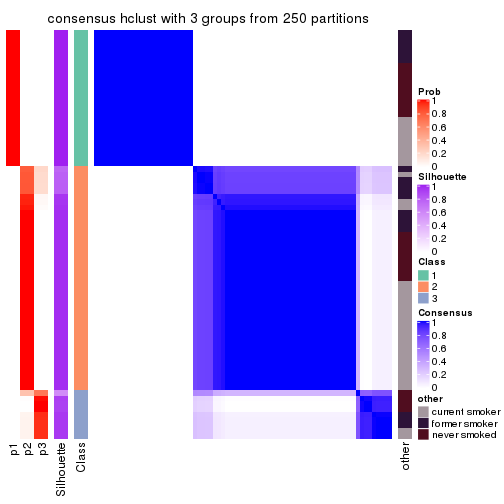 consensus hclust with 3 groups from 250 partitions
Prob
1
0.8
0.6
0.4
0.2
0
Silhouette
1
0.8
0.6
0.4
0.2
0
Class
1
2
3
Consensus
1
0.8
0.6
0.4
0.2
0
other
current smoker
former smoker
never smoked
p1
p2
p3
Silhouette
Class
other